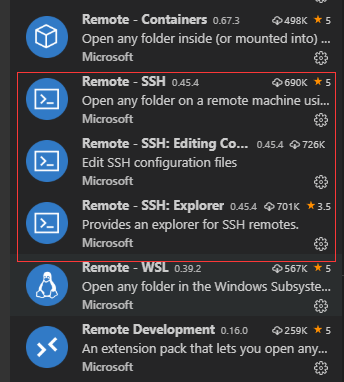 Remote - Containers 0.67.3 498K ★ 5
Open any folder inside (or mounted into) ...
Microsoft
Remote - SSH 0.45.4 690K ★ 5
Open any folder on a remote machine usi...
Microsoft
Remote - SSH: Editing Co... 0.45.4 726K
Edit SSH configuration files
Microsoft
Remote - SSH: Explorer 0.45.4 701K ★ 3.5
Provides an explorer for SSH remotes.
Microsoft
Remote - WSL 0.39.2 567K ★ 5
Open any folder in the Windows Subsyste...
Microsoft
Remote Development 0.16.0 259K ★ 5
An extension pack that lets you open any...
Microsoft